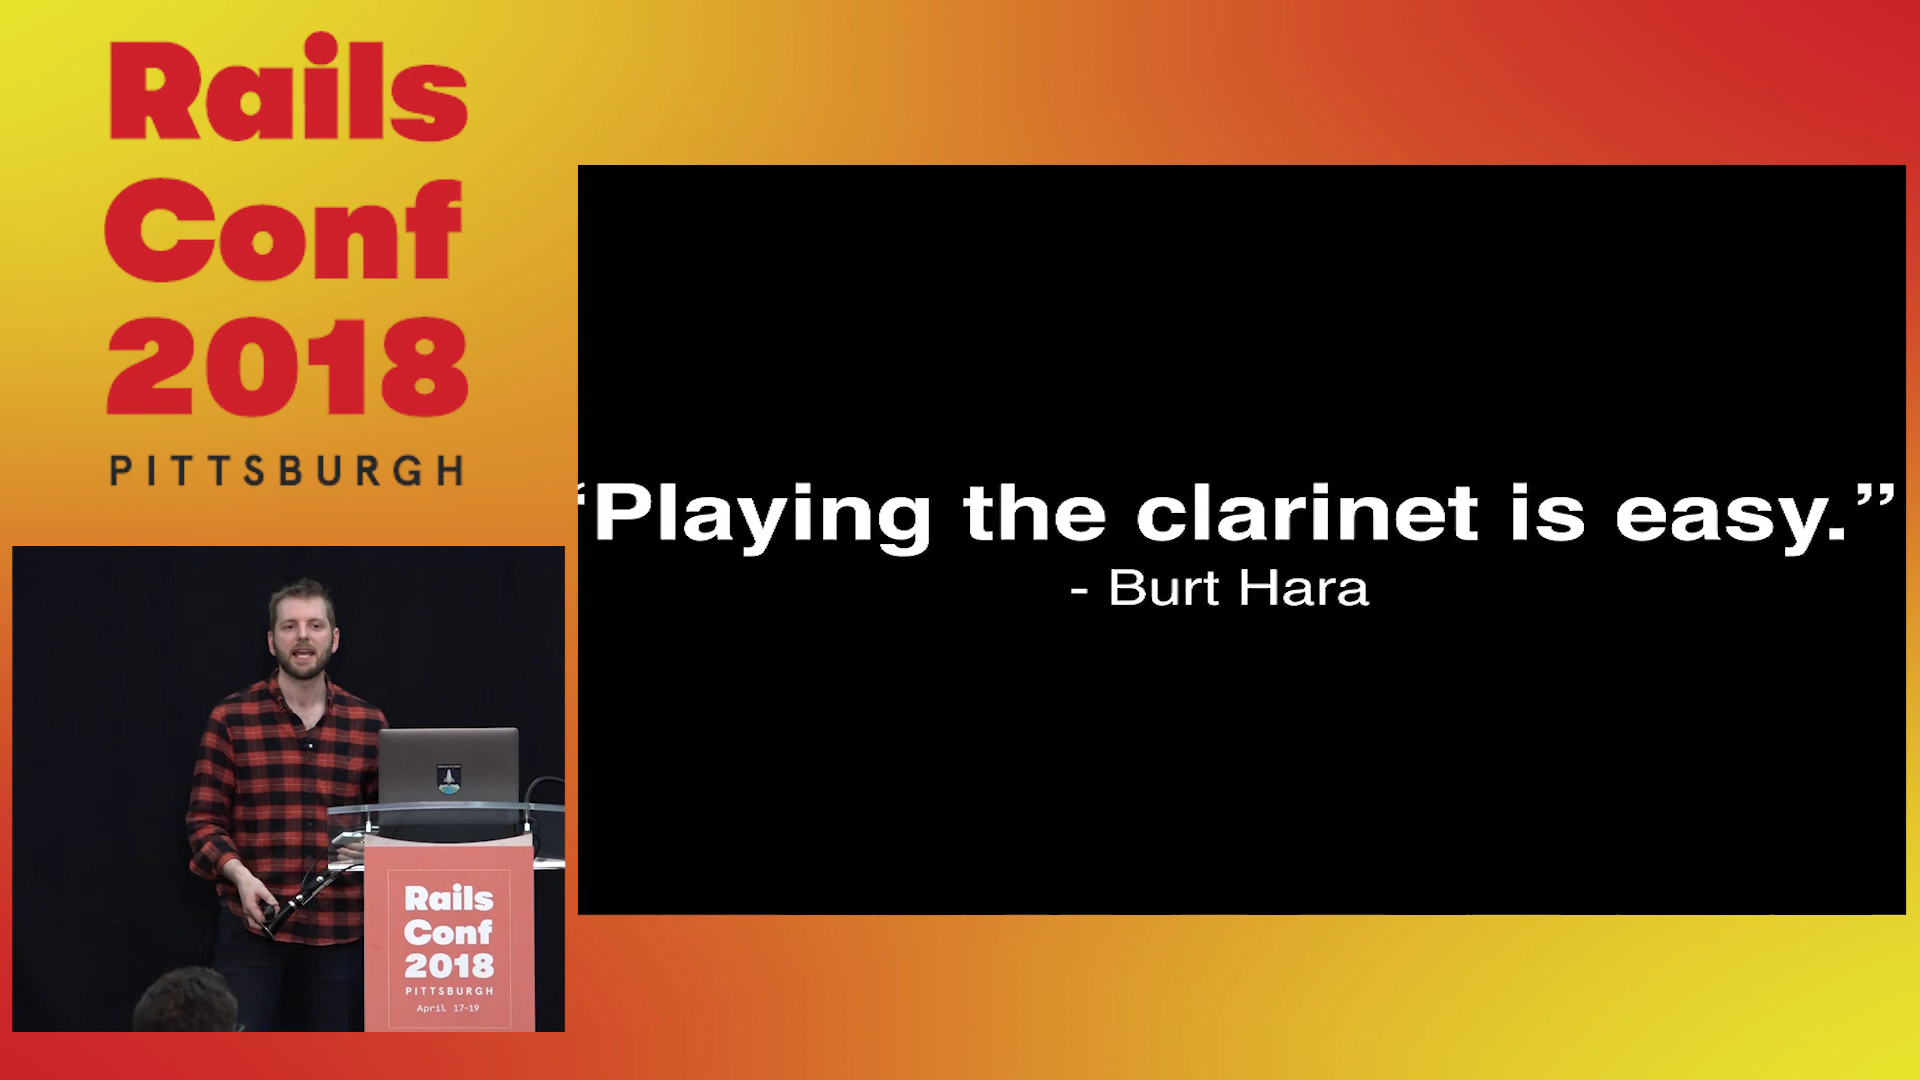 Rails
Conf
2018
PITTSBURGH
“Playing the clarinet is easy.”
- Burt Hara
Rails
Conf
2018
PITTSBURGH
April 17-19